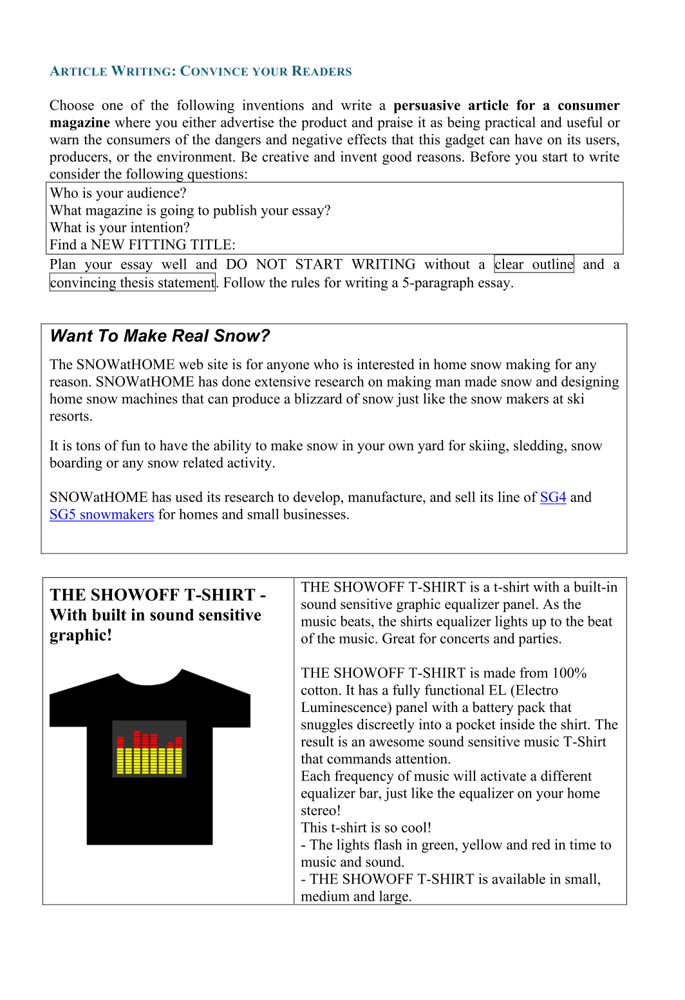 ARTICLE WRITING: CONVINCE YOUR READERS
Choose one of the following inventions and write a persuasive article for a consumer
magazine where you either advertise the product and praise it as being practical and useful or
warn the consumers of the dangers and negative effects that this gadget can have on its users,
producers, or the environment. Be creative and invent good reasons. Before you start to write
consider the following questions:
Who is your audience?
What magazine is going to publish your essay?
What is your intention?
Find a NEW FITTING TITLE:
Plan your essay well and DO NOT START WRITING without a clear outline and a
convincing thesis statement. Follow the rules for writing a 5-paragraph essay.
Want To Make Real Snow?
The SNOWatHOME web site is for anyone who is interested in home snow making for any
reason. SNOWatHOME has done extensive research on making man made snow and designing
home snow machines that can produce a blizzard of snow just like the snow makers at ski
resorts.
It is tons of fun to have the ability to make snow in your own yard for skiing, sledding, snow
boarding or any snow related activity.
SNOWatHOME has used its research to develop, manufacture, and sell its line of SG4 and
SG5 snowmakers for homes and small businesses.
THE SHOWOFF T-SHIRT -
With built in sound sensitive
graphic!
THE SHOWOFF T-SHIRT is a t-shirt with a built-in
sound sensitive graphic equalizer panel. As the
music beats, the shirts equalizer lights up to the beat
of the music. Great for concerts and parties.
THE SHOWOFF T-SHIRT is made from 100%
cotton. It has a fully functional EL (Electro
Luminescence) panel with a battery pack that
snuggles discreetly into a pocket inside the shirt. The
result is an awesome sound sensitive music T-Shirt
that commands attention.
Each frequency of music will activate a different
equalizer bar, just like the equalizer on your home
stereo!
This t-shirt is so cool!
- The lights flash in green, yellow and red in time to
music and sound.
- THE SHOWOFF T-SHIRT is available in small,
medium and large.